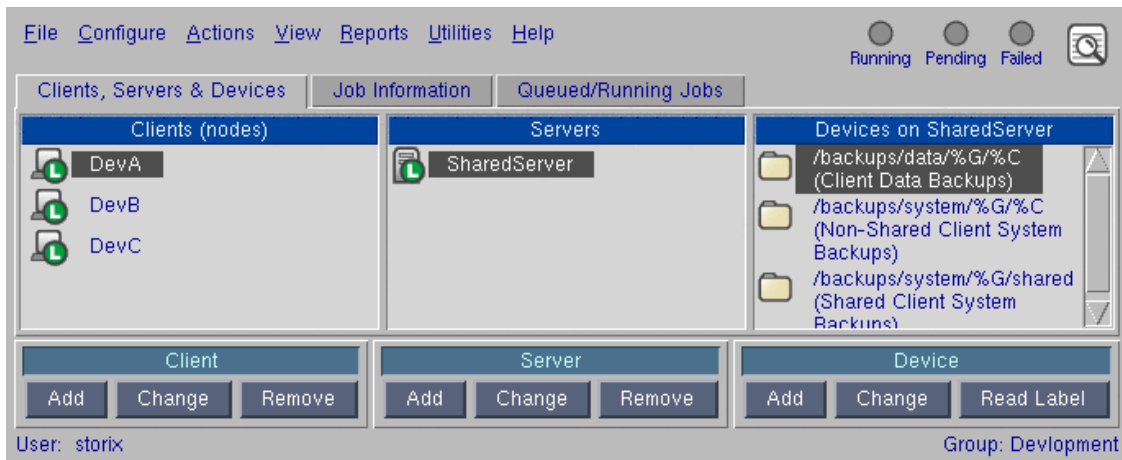 File Configure Actions View Reports Utilities Help
Running Pending Failed
Clients, Servers & Devices Job Information Queued/Running Jobs
Clients (nodes)
DevA
DevB
DevC
Servers
SharedServer
Devices on SharedServer
/backups/data/%G/%C
(Client Data Backups)
/backups/system/%G/%C
(Non-Shared Client System
Backups)
/backups/system/%G/shared
(Shared Client System
Backups)
Client
Add Change Remove
Server
Add Change Remove
Device
Add Change Read Label
User: storix
Group: Devlopment